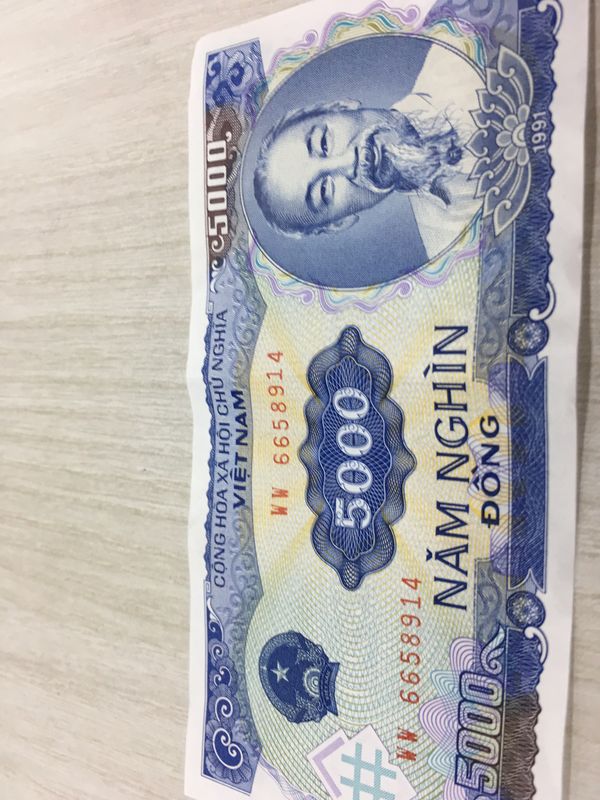 CỘNG HÒA XÃ HỘI CHỦ NGHĨA
VIỆT NAM
5000
WW 6658914
5000
WW 6658914
NĂM NGHÌN
ĐỒNG
5000
1991
#